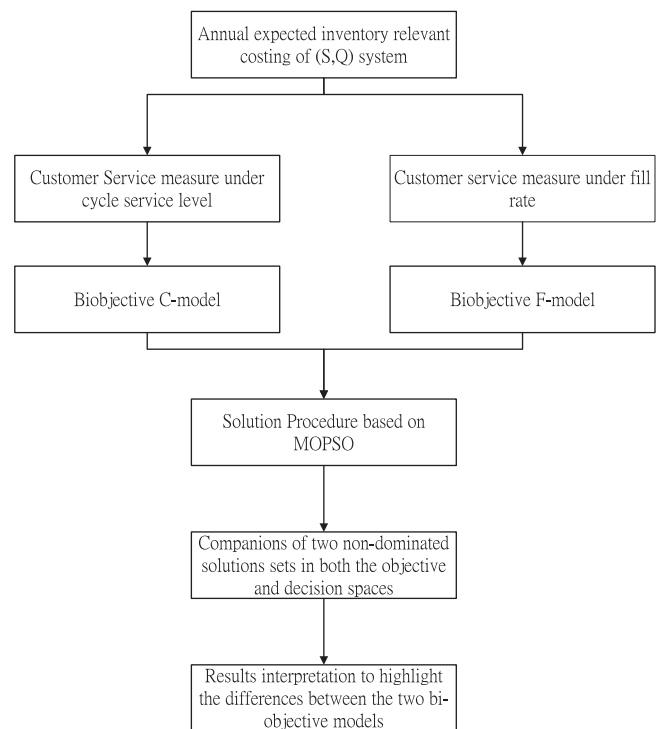 Annual expected inventory relevant
costing of (S,Q) system
Customer Service measure under
cycle service level
Customer service measure under fill
rate
Biobjective C-model
Biobjective F-model
Solution Procedure based on
MOPSO
Companions of two non-dominated
solutions sets in both the objective
and decision spaces
Results interpretation to highlight
the differences between the two bi-
objective models